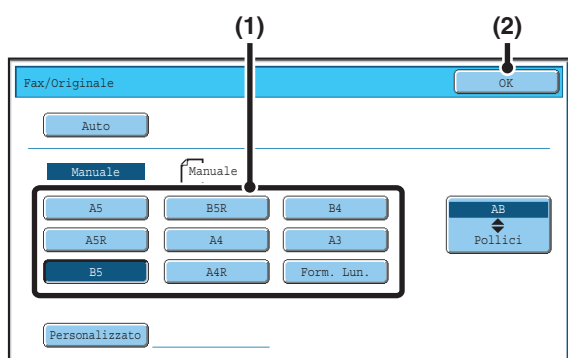 (1) (2)
Fax/Originale OK
Auto
Manuale Manuale
A5 B5R B4
AB
A5R A4 A3
Pollici
B5 A4R Form. Lun.
Personalizzato